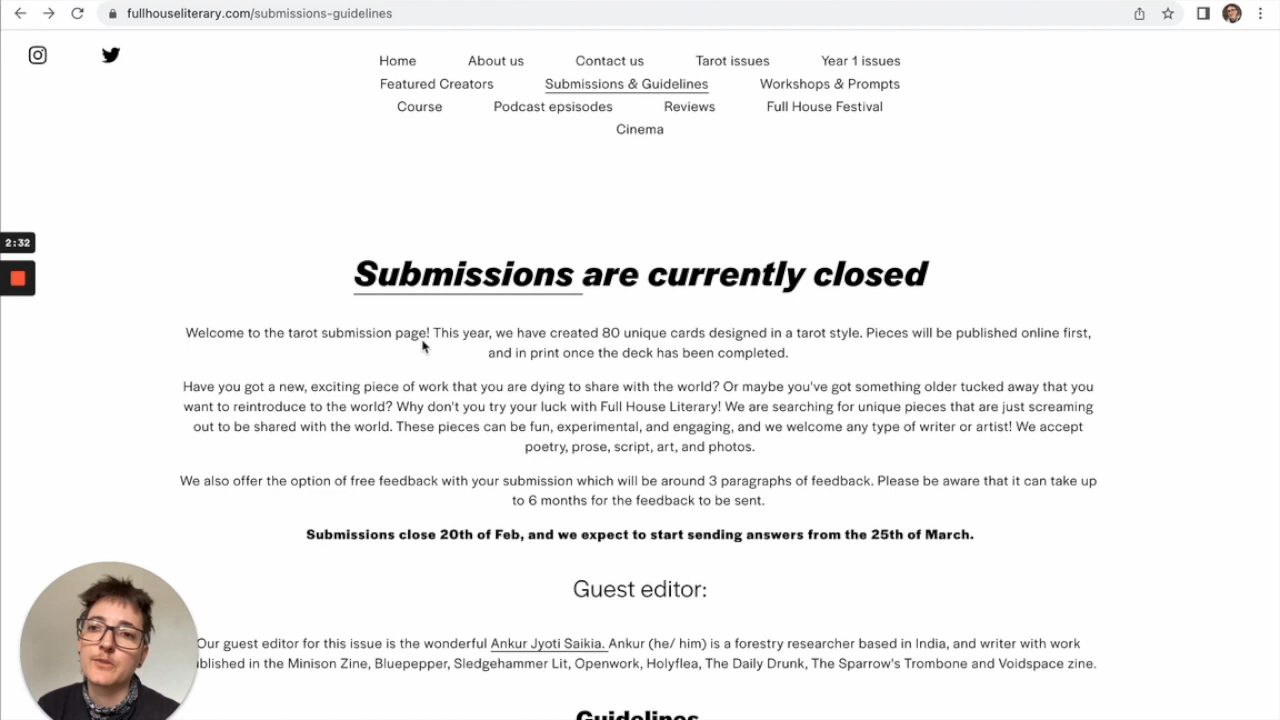 fullhouseliterary.com/submissions-guidelines
Home About us Contact us Tarot issues Year 1 issues
Featured Creators Submissions & Guidelines Workshops & Prompts
Course Podcast epsisodes Reviews Full House Festival
Cinema
2:32
Submissions are currently closed
Welcome to the tarot submission page! This year, we have created 80 unique cards designed in a tarot style. Pieces will be published online first,
and in print once the deck has been completed.
Have you got a new, exciting piece of work that you are dying to share with the world? Or maybe you've got something older tucked away that you
want to reintroduce to the world? Why don't you try your luck with Full House Literary! We are searching for unique pieces that are just screaming
out to be shared with the world. These pieces can be fun, experimental, and engaging, and we welcome any type of writer or artist! We accept
poetry, prose, script, art, and photos.
We also offer the option of free feedback with your submission which will be around 3 paragraphs of feedback. Please be aware that it can take up
to 6 months for the feedback to be sent.
Submissions close 20th of Feb, and we expect to start sending answers from the 25th of March.
Guest editor:
Our guest editor for this issue is the wonderful Ankur Jyoti Saikia. Ankur (he/ him) is a forestry researcher based in India, and writer with work
blished in the Minison Zine, Bluepepper, Sledgehammer Lit, Openwork, Holyflea, The Daily Drunk, The Sparrow's Trombone and Voidspace zine.
Guidelines